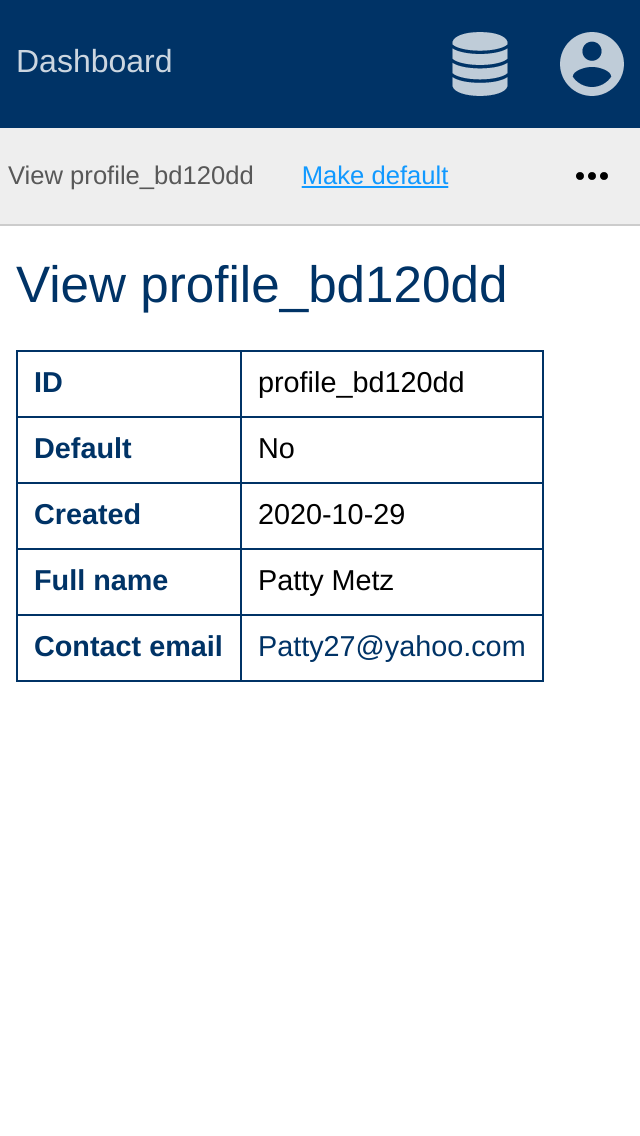 Dashboard
View profile_bd120dd Make default
View profile_bd120dd
ID profile_bd120dd
Default No
Created 2020-10-29
Full name Patty Metz
Contact email Patty27@yahoo.com